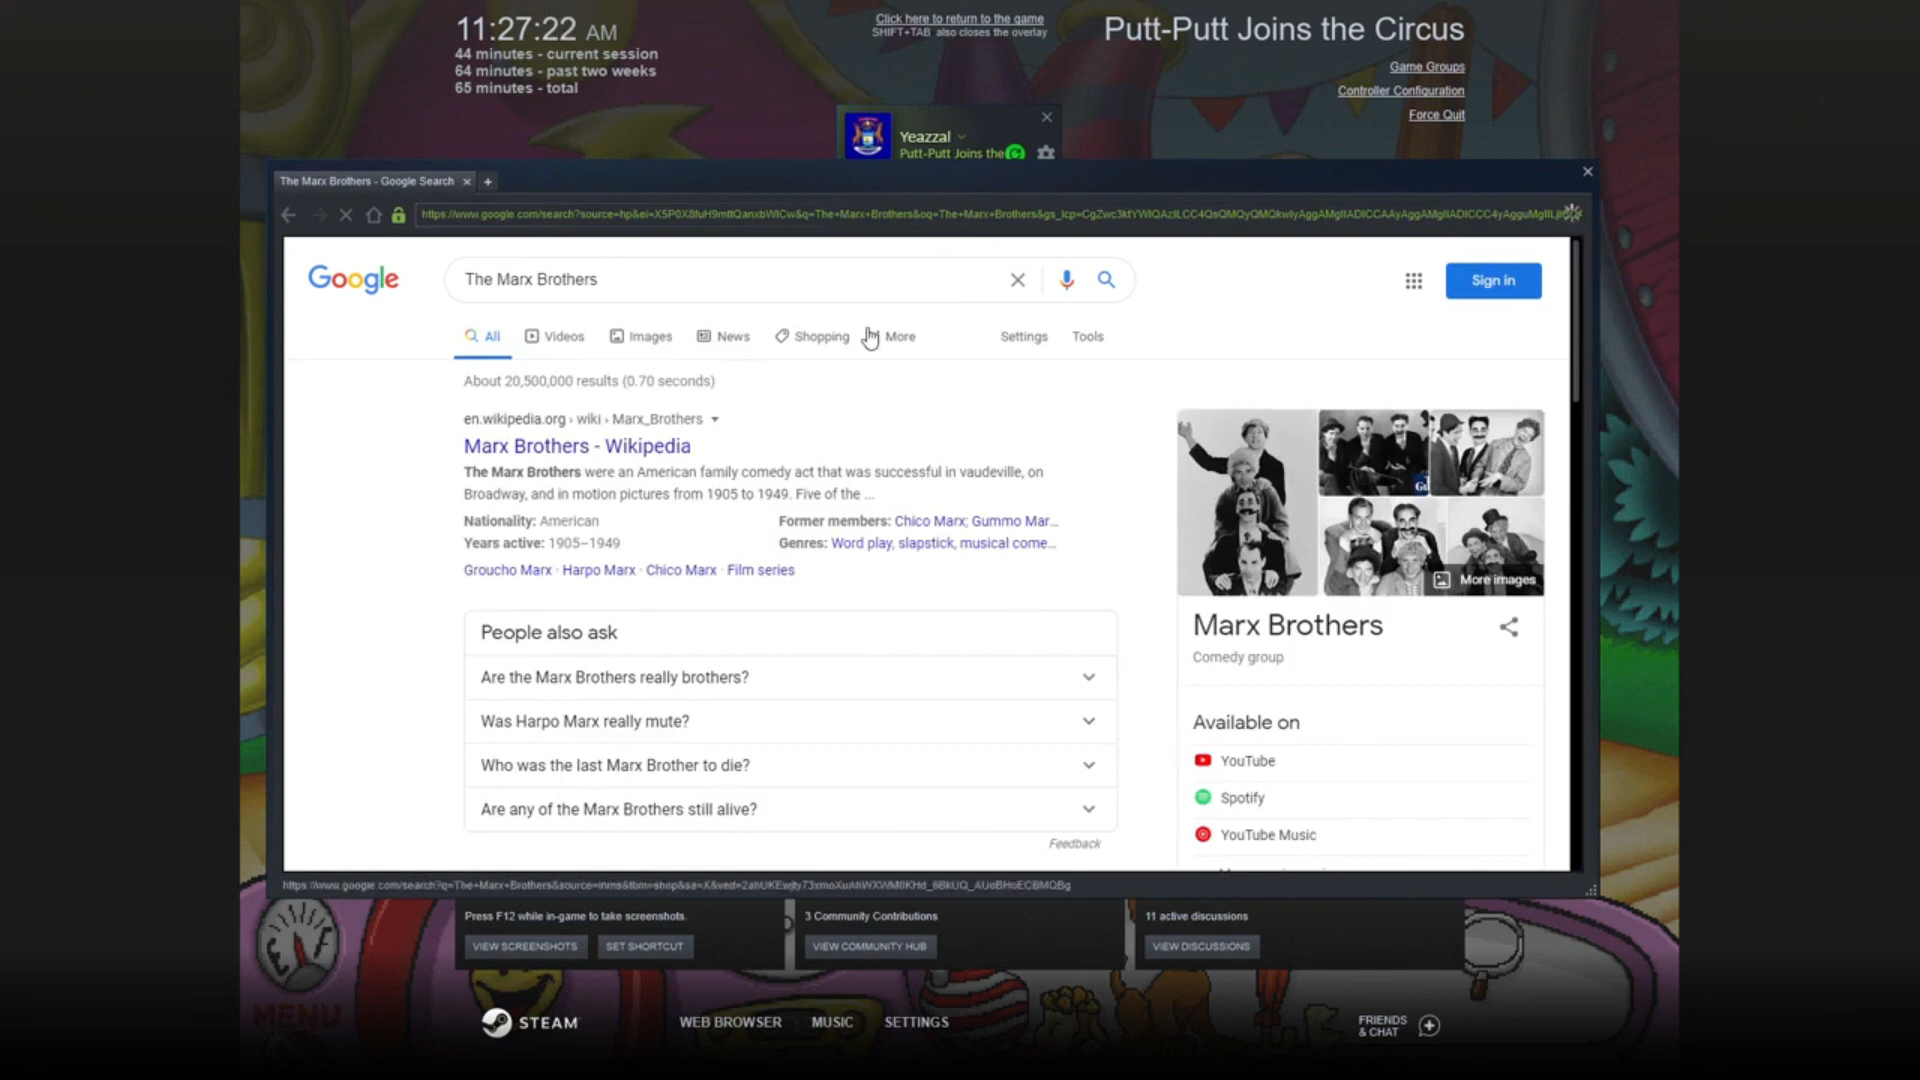 11:27:22 AM
44 minutes - current session
64 minutes - past two weeks
65 minutes - total
Click here to return to the game
SHIFT+TAB also closes the overlay
Putt-Putt Joins the Circus
Game Groups
Controller Configuration
Force Quit
Yeazzal
Putt-Putt Joins the
The Marx Brothers - Google Search
Google
The Marx Brothers
Sign in
All Videos Images News Shopping More Settings Tools
About 20,500,000 results (0.70 seconds)
en.wikipedia.org › wiki › Marx_Brothers
Marx Brothers - Wikipedia
The Marx Brothers were an American family comedy act that was successful in vaudeville, on
Broadway, and in motion pictures from 1905 to 1949. Five of the ...
Nationality: American
Former members: Chico Marx; Gummo Mar...
Years active: 1905–1949
Genres: Word play, slapstick, musical come...
Groucho Marx · Harpo Marx · Chico Marx · Film series
People also ask
Are the Marx Brothers really brothers?
Was Harpo Marx really mute?
Who was the last Marx Brother to die?
Are any of the Marx Brothers still alive?
Feedback
More images
Marx Brothers
Comedy group
Available on
YouTube
Spotify
YouTube Music
Press F12 while in-game to take screenshots.
VIEW SCREENSHOTS SET SHORTCUT
3 Community Contributions
VIEW COMMUNITY HUB
11 active discussions
VIEW DISCUSSIONS
MENU
STEAM
WEB BROWSER MUSIC SETTINGS
FRIENDS
& CHAT